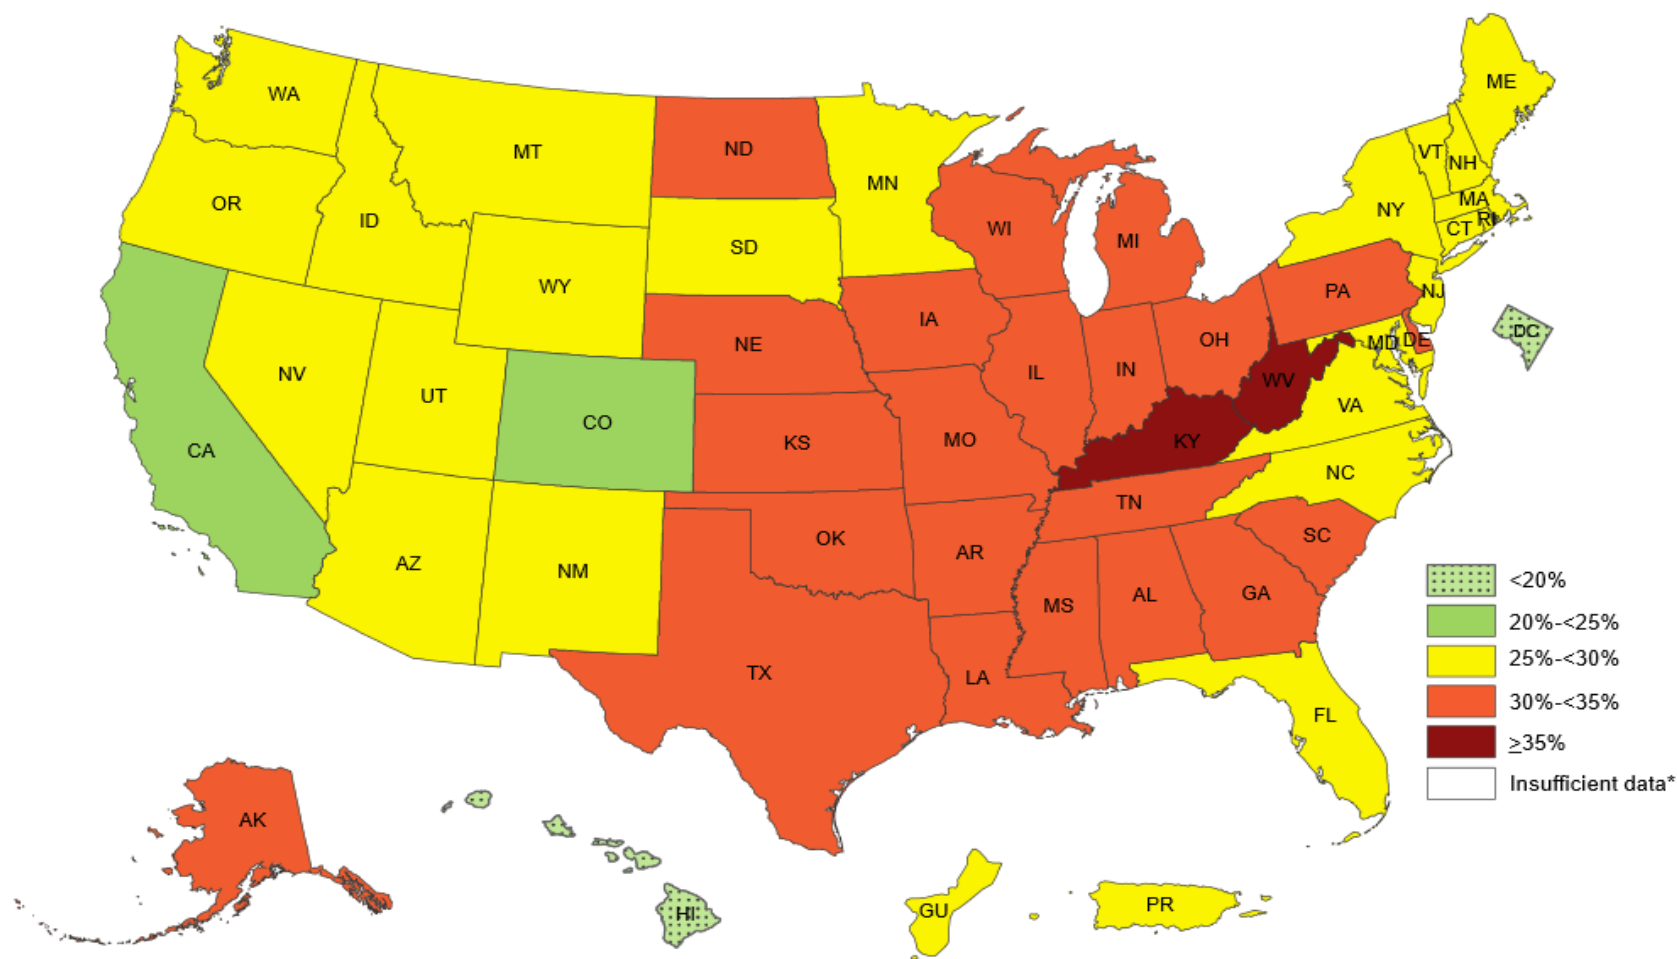 ME
WA
MT
ND
VT
NH
MN
OR
ID
MA
NY
RI
CT
WI
MI
SD
WY
PA
NJ
IA
DC
OH
MD
DE
NE
NV
IL
IN
WV
UT
VA
CO
CA
KS
MO
KY
NC
TN
SC
OK
AR
AZ
NM
<20%
GA
AL
MS
20%-<25%
25%-<30%
TX
LA
30%-<35%
FL
≥35%
Insufficient data*
AK
PR
GU
HI